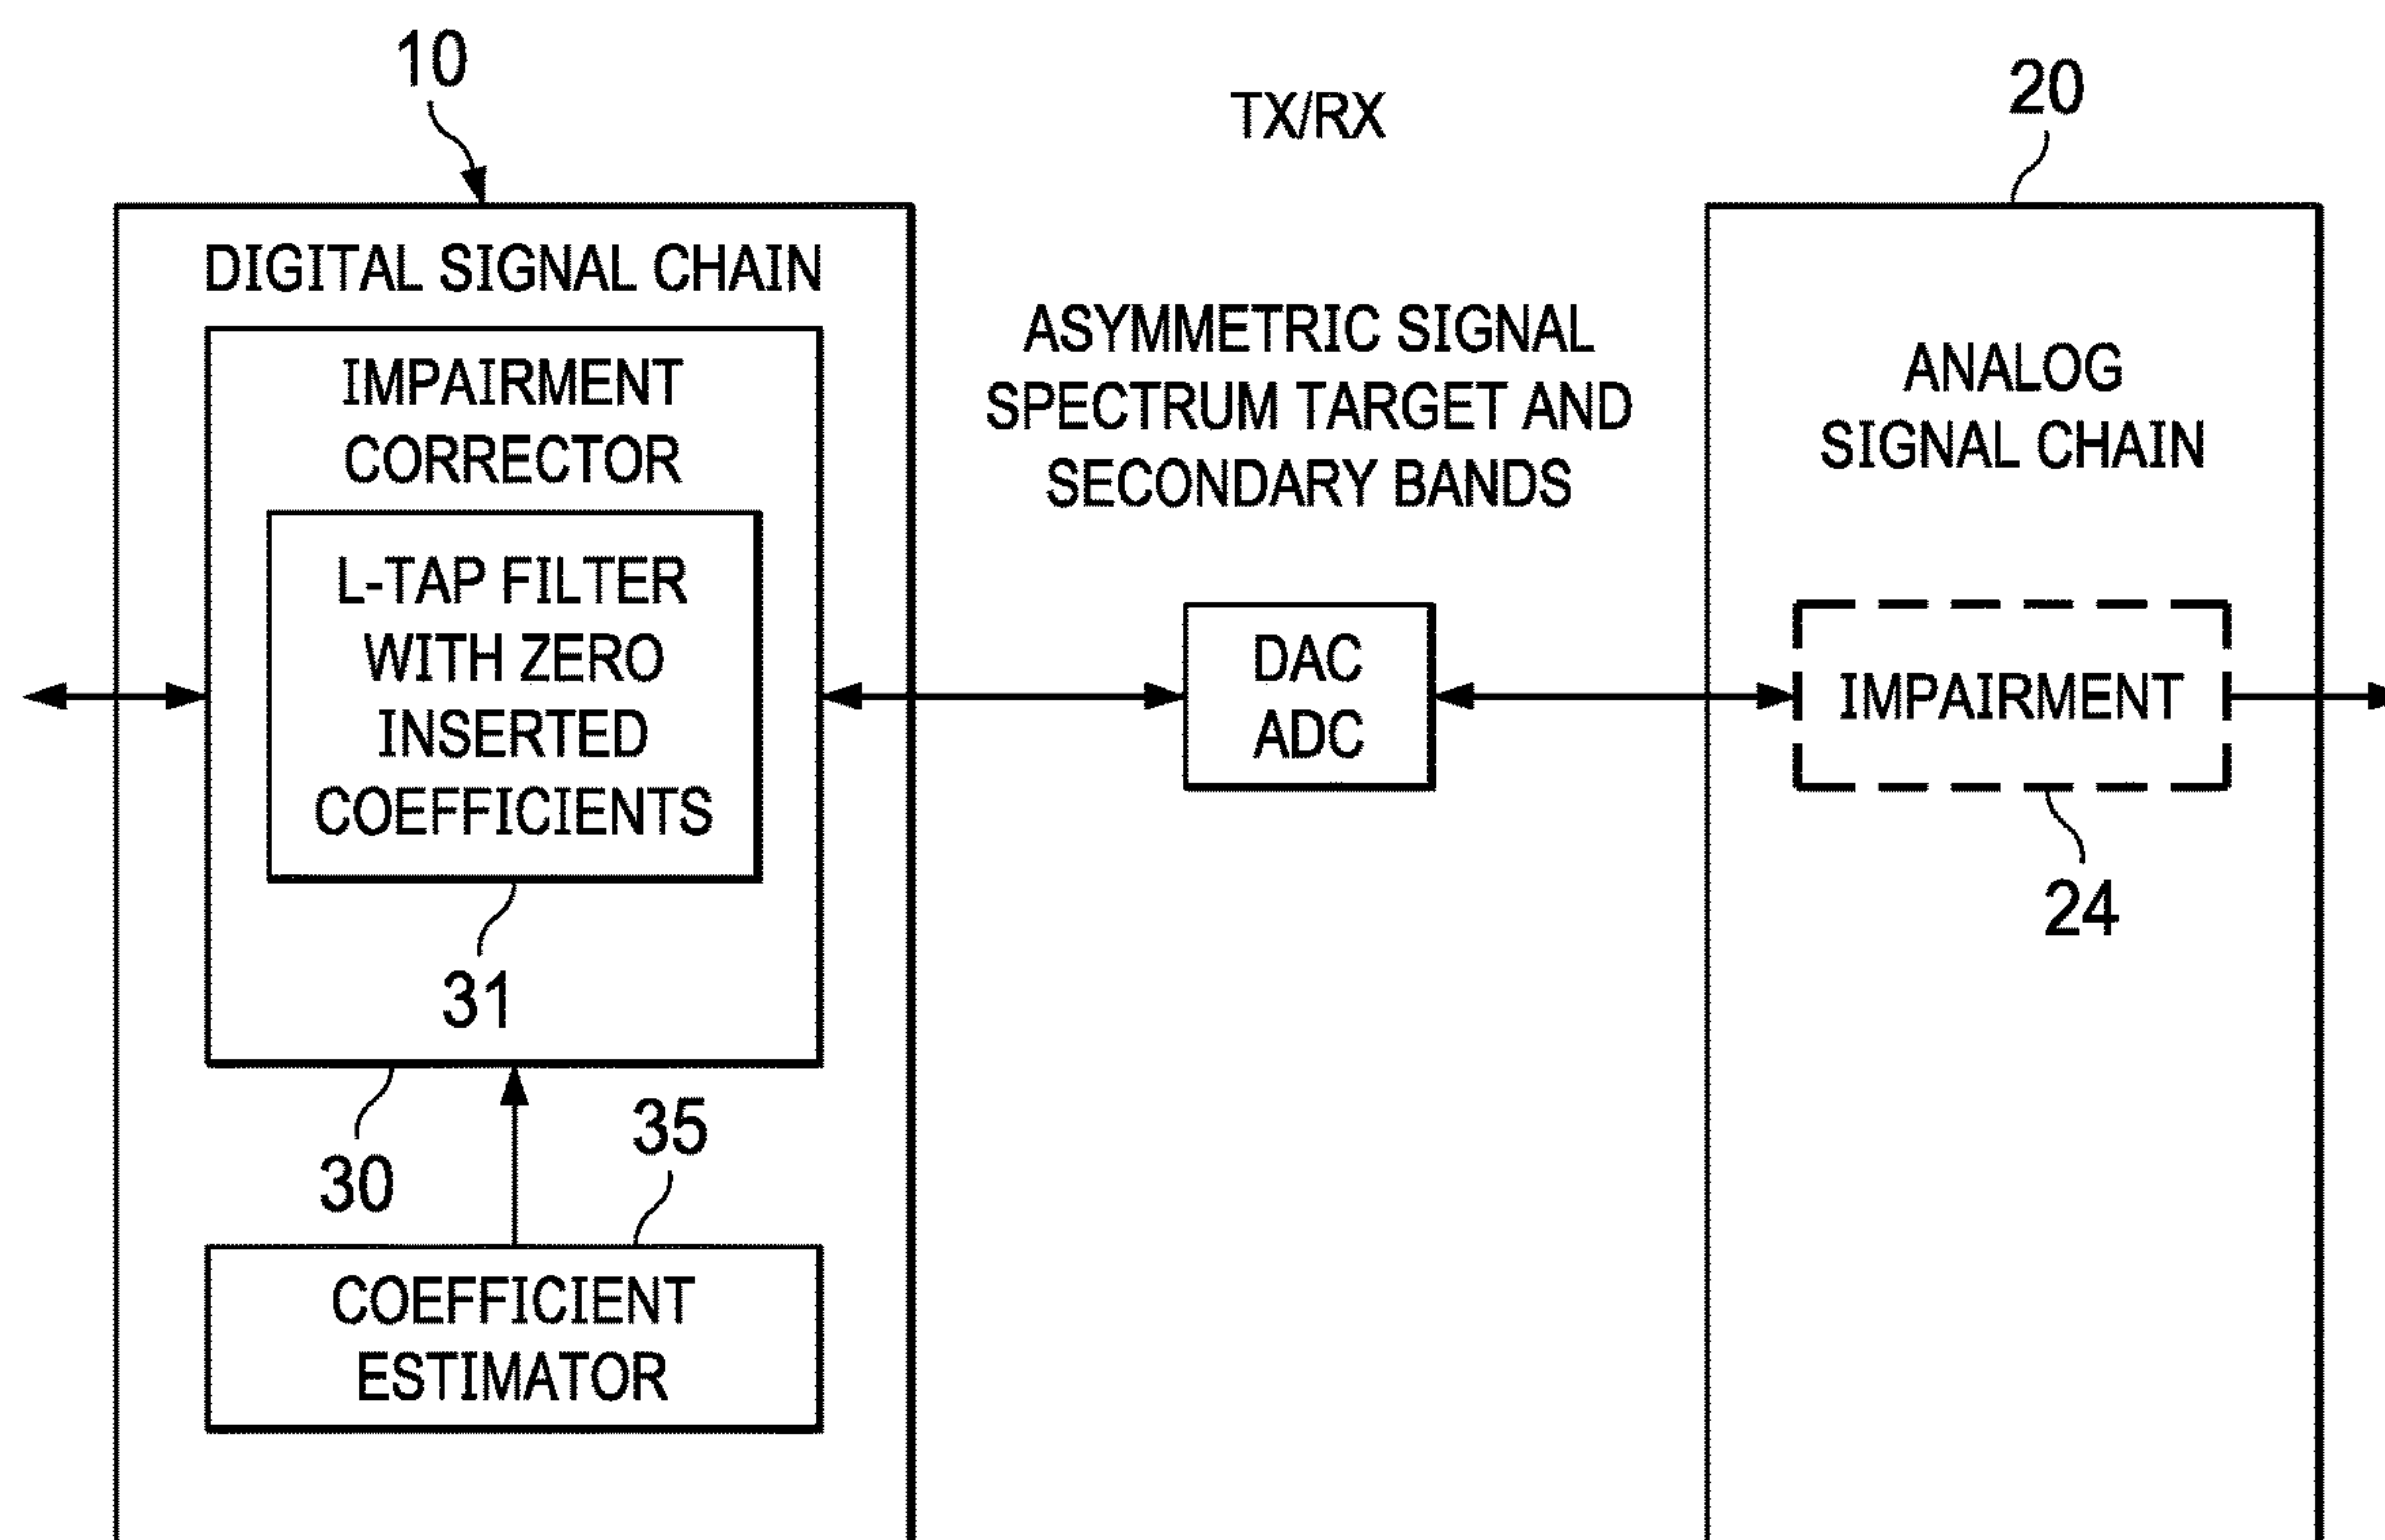 10
TX/RX
20
DIGITAL SIGNAL CHAIN
IMPAIRMENT
CORRECTOR
L-TAP FILTER
WITH ZERO
INSERTED
COEFFICIENTS
31
30
35
COEFFICIENT
ESTIMATOR
ASYMMETRIC SIGNAL
SPECTRUM TARGET AND
SECONDARY BANDS
DAC
ADC
ANALOG
SIGNAL CHAIN
IMPAIRMENT
24